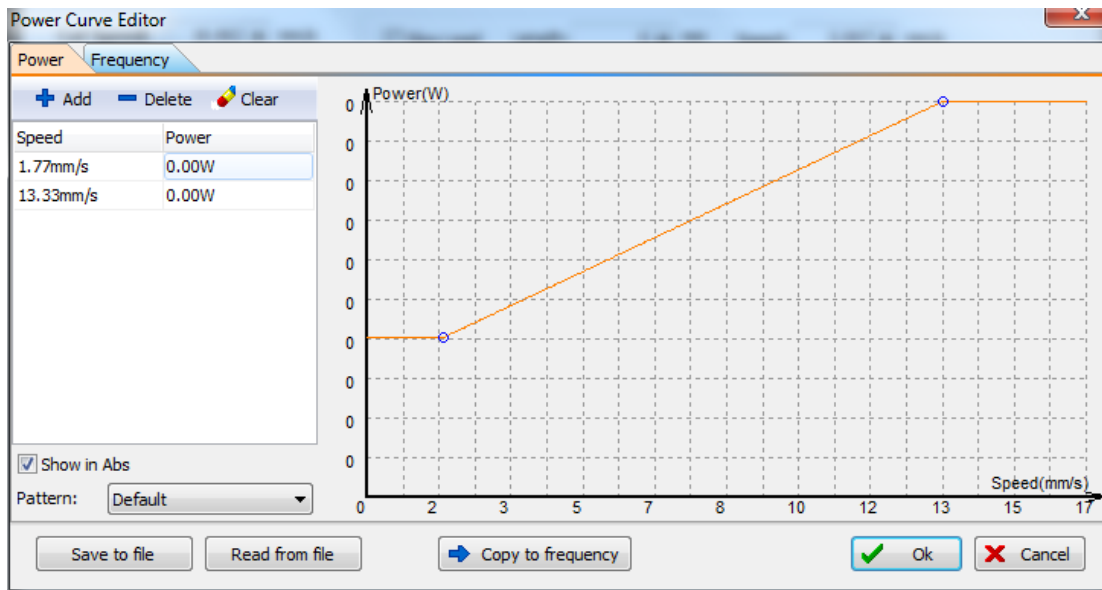 Power Curve Editor
Power Frequency
Add Delete Clear
Speed Power
1.77mm/s 0.00W
13.33mm/s 0.00W
Show in Abs
Pattern: Default
Power(W)
0
0
0
0
0
0
0
0
0
0
Speed(mm/s)
0 2 3 5 7 8 10 12 13 15 17
Save to file Read from file Copy to frequency Ok Cancel